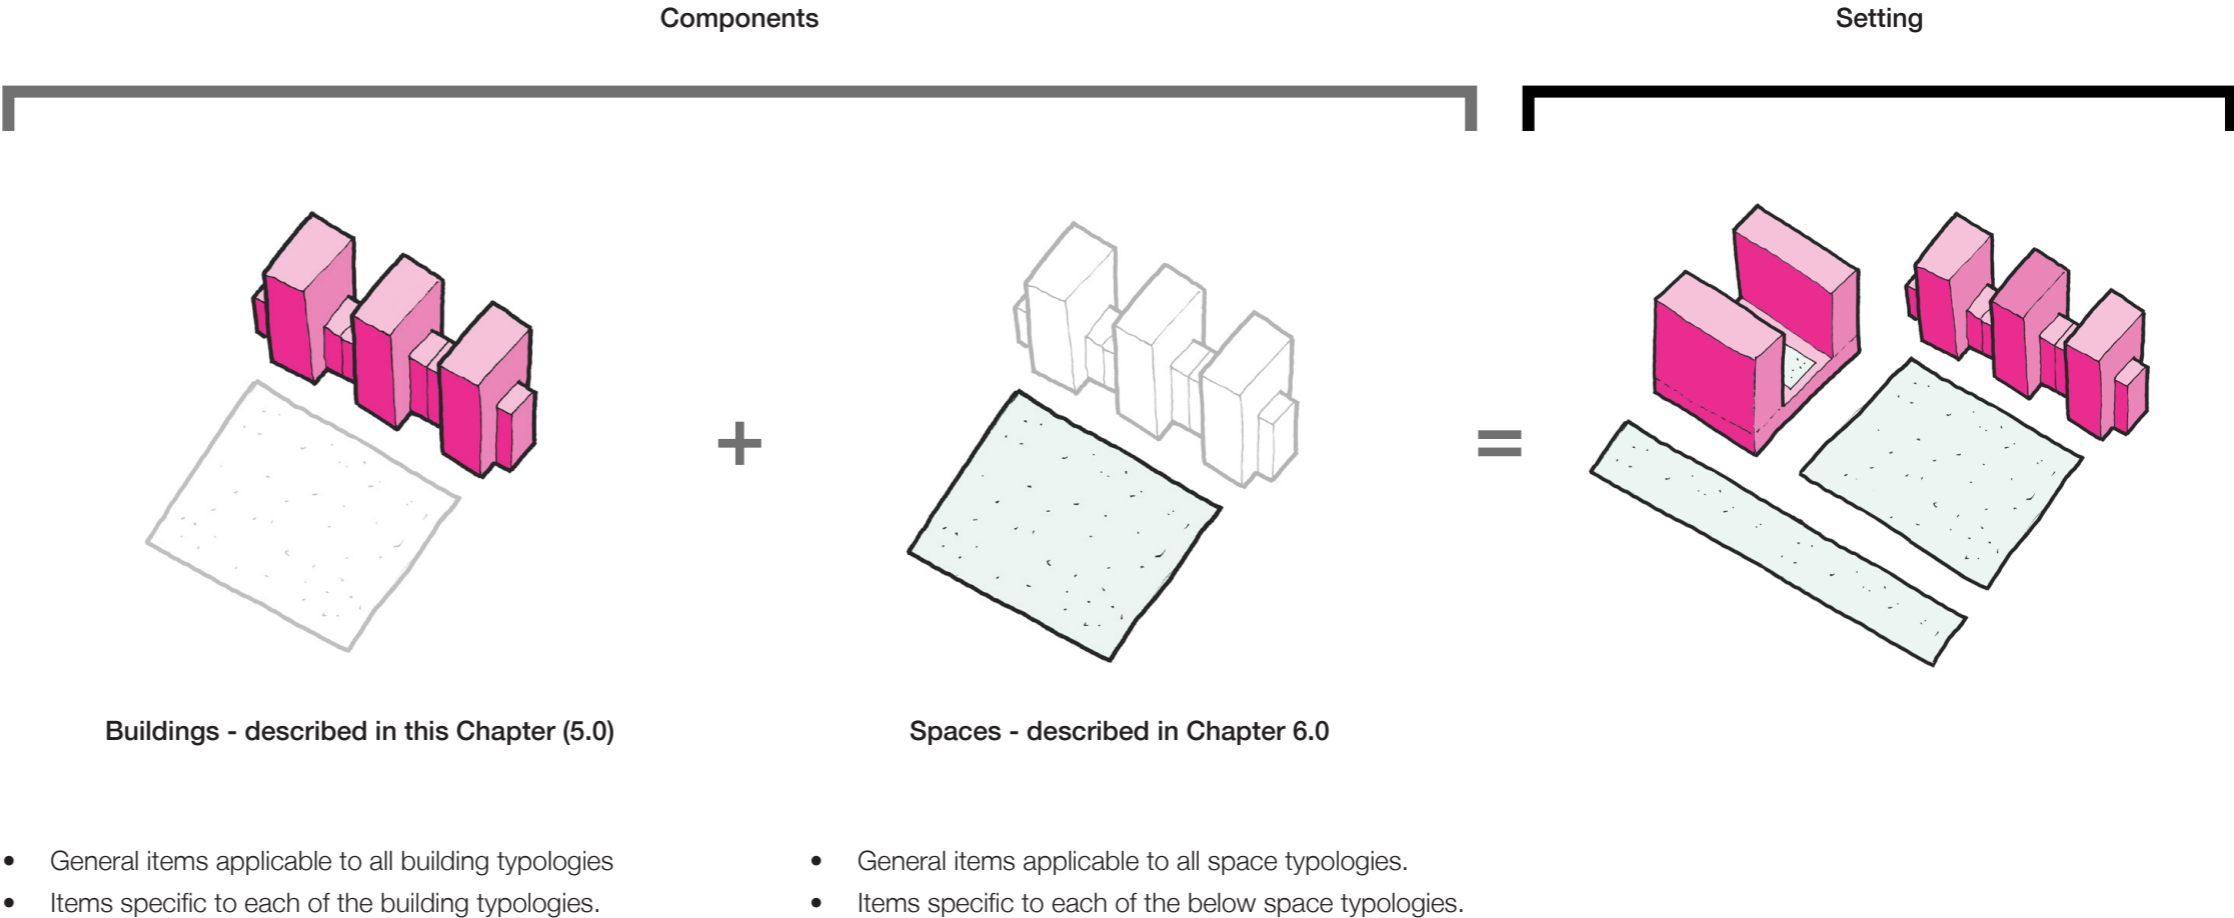 Components
Setting
+
=
Buildings - described in this Chapter (5.0)
Spaces - described in Chapter 6.0
• General items applicable to all building typologies
• Items specific to each of the building typologies.
• General items applicable to all space typologies.
• Items specific to each of the below space typologies.